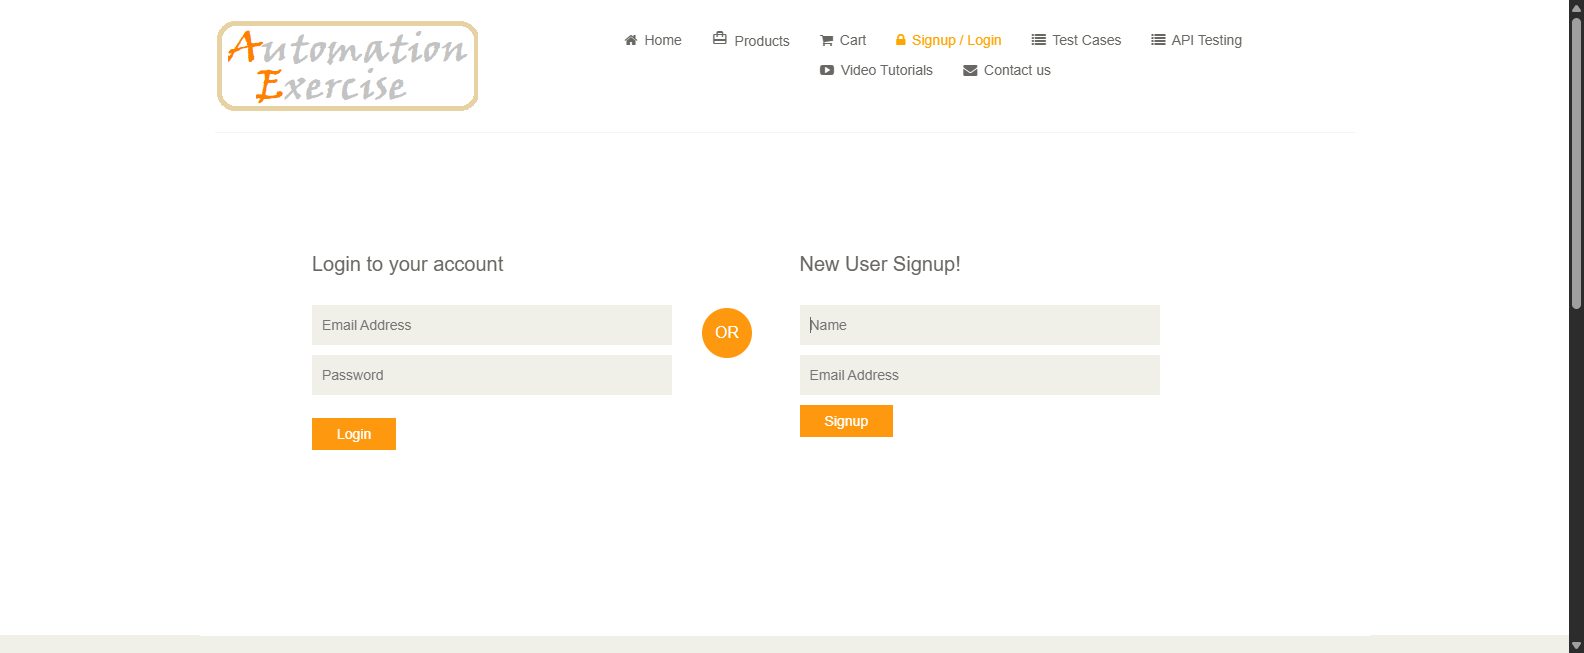 Automation
Exercise
Home Products Cart Signup / Login Test Cases API Testing
Video Tutorials Contact us
Login to your account
Email Address
Password
Login
OR
New User Signup!
Name
Email Address
Signup